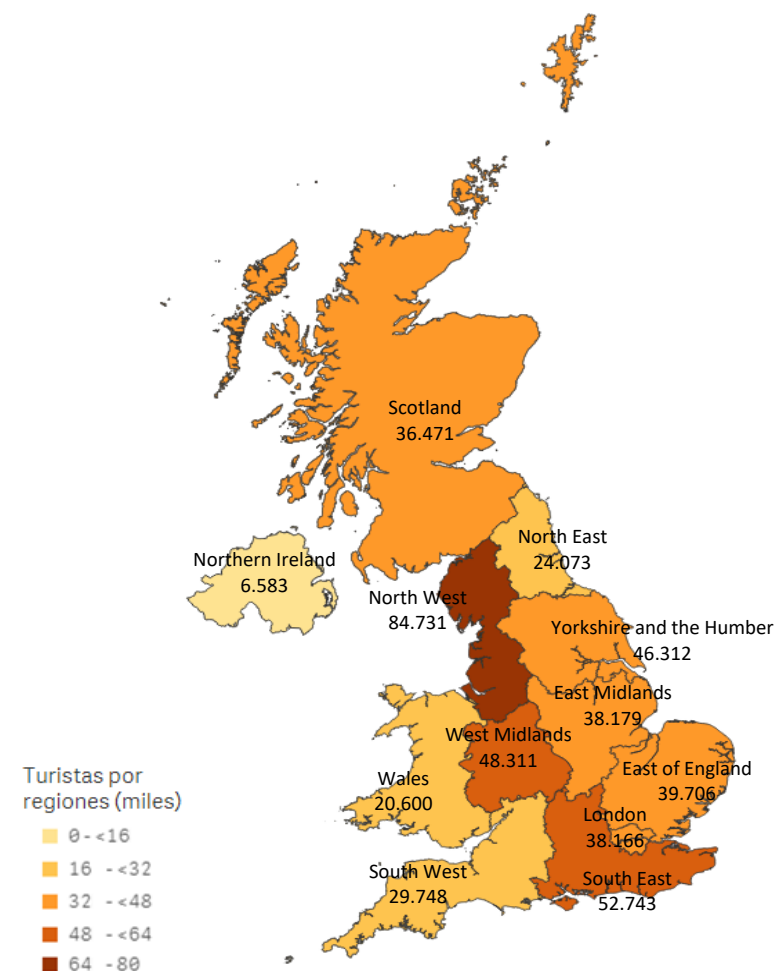 Scotland
36.471
North East
24.073
Northern Ireland
6.583
North West
84.731
Yorkshire and the Humber
46.312
East Midlands
38.179
West Midlands
48.311
East of England
39.706
Wales
20.600
London
38.166
South West
29.748
South East
52.743
Turistas por
regiones (miles)
0-<16
16 -<32
32 -<48
48 -<64
64 -80